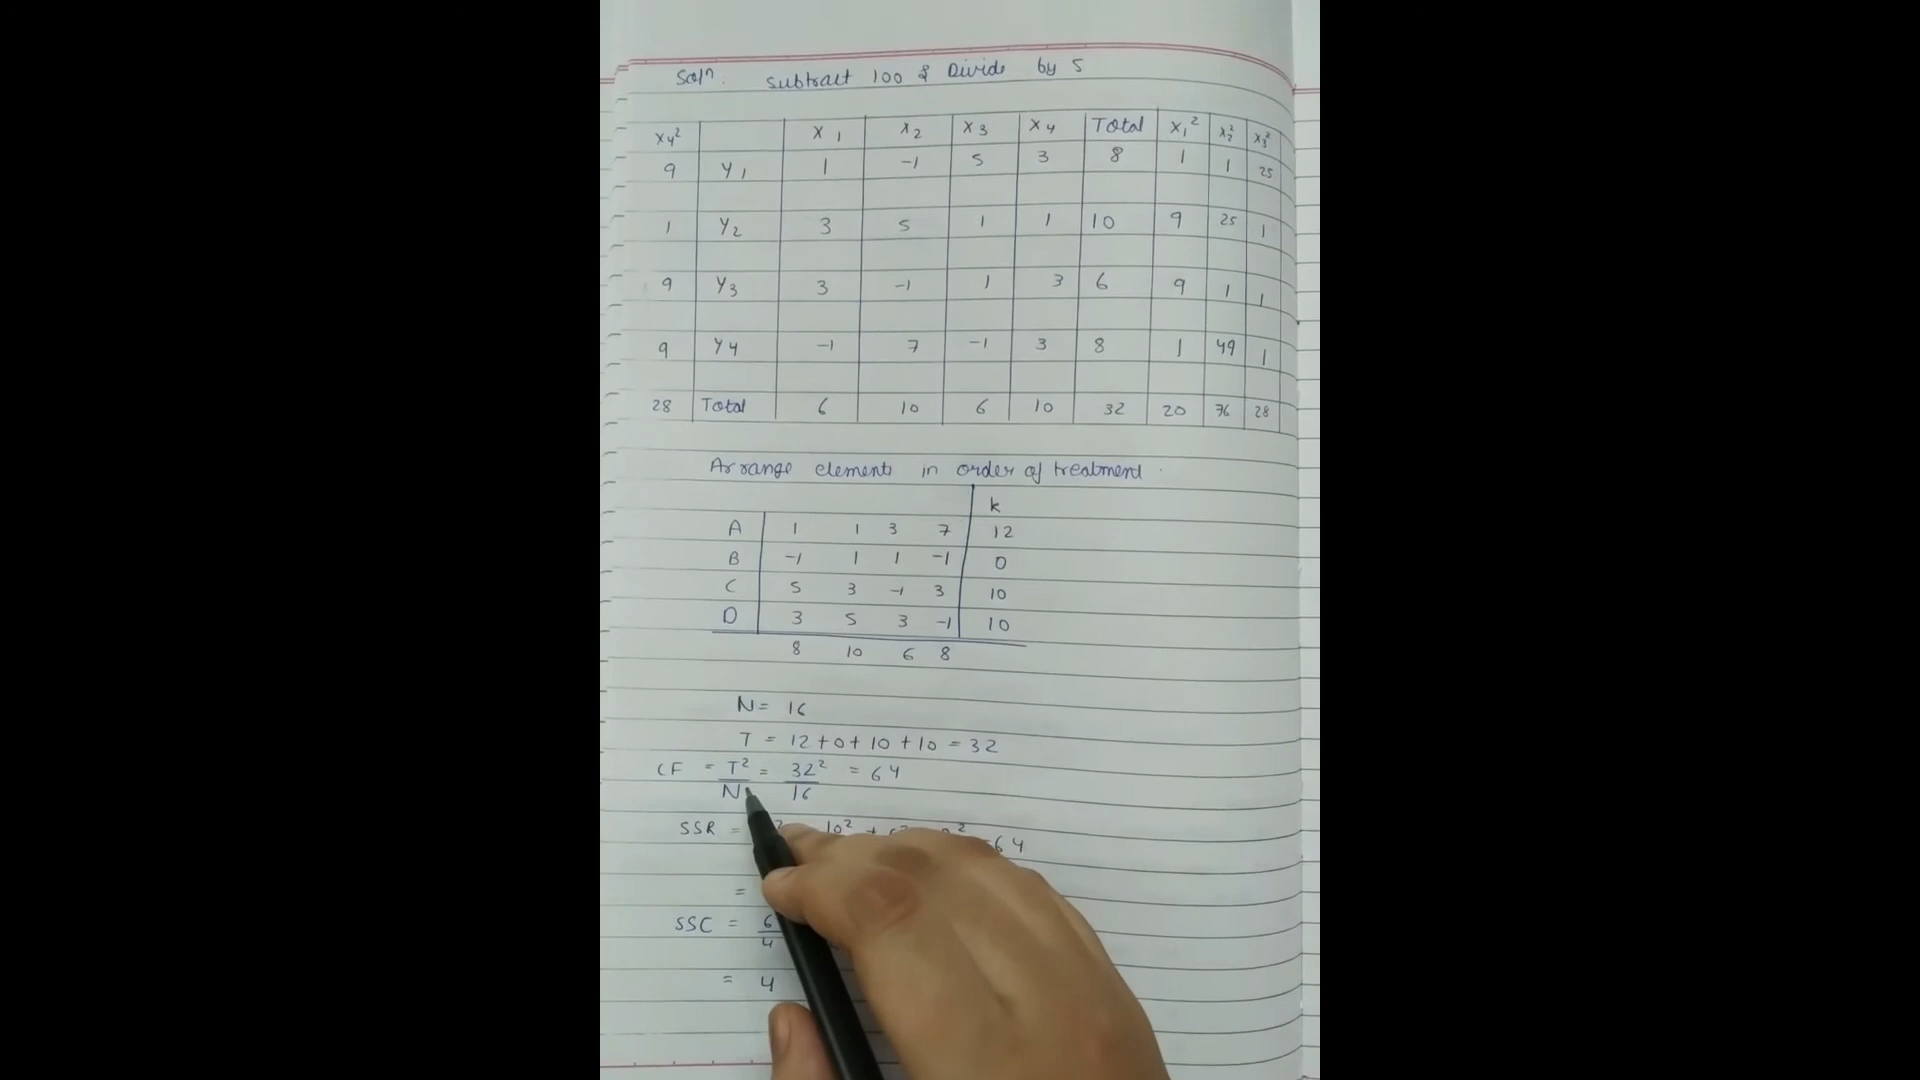 Soln: Subtract 100 & Divide by 5
X4² X1 X2 X3 X4 Total X1² X2² X3²
9 Y1 1 -1 5 3 8 1 1 25
1 Y2 3 5 1 1 10 9 25 1
9 Y3 3 -1 1 3 6 9 1 1
9 Y4 -1 7 -1 3 8 1 49 1
28 Total 6 10 6 10 32 20 76 28
Arrange elements in order of treatment
k
A 1 1 3 7 12
B -1 1 1 -1 0
C 5 3 -1 3 10
D 3 5 3 -1 10
8 10 6 8
N = 16
T = 12 + 0 + 10 + 10 = 32
CF = T²/N = 32²/16 = 64
SSR = 10² + 64
=
SSC = 6/4
= 4